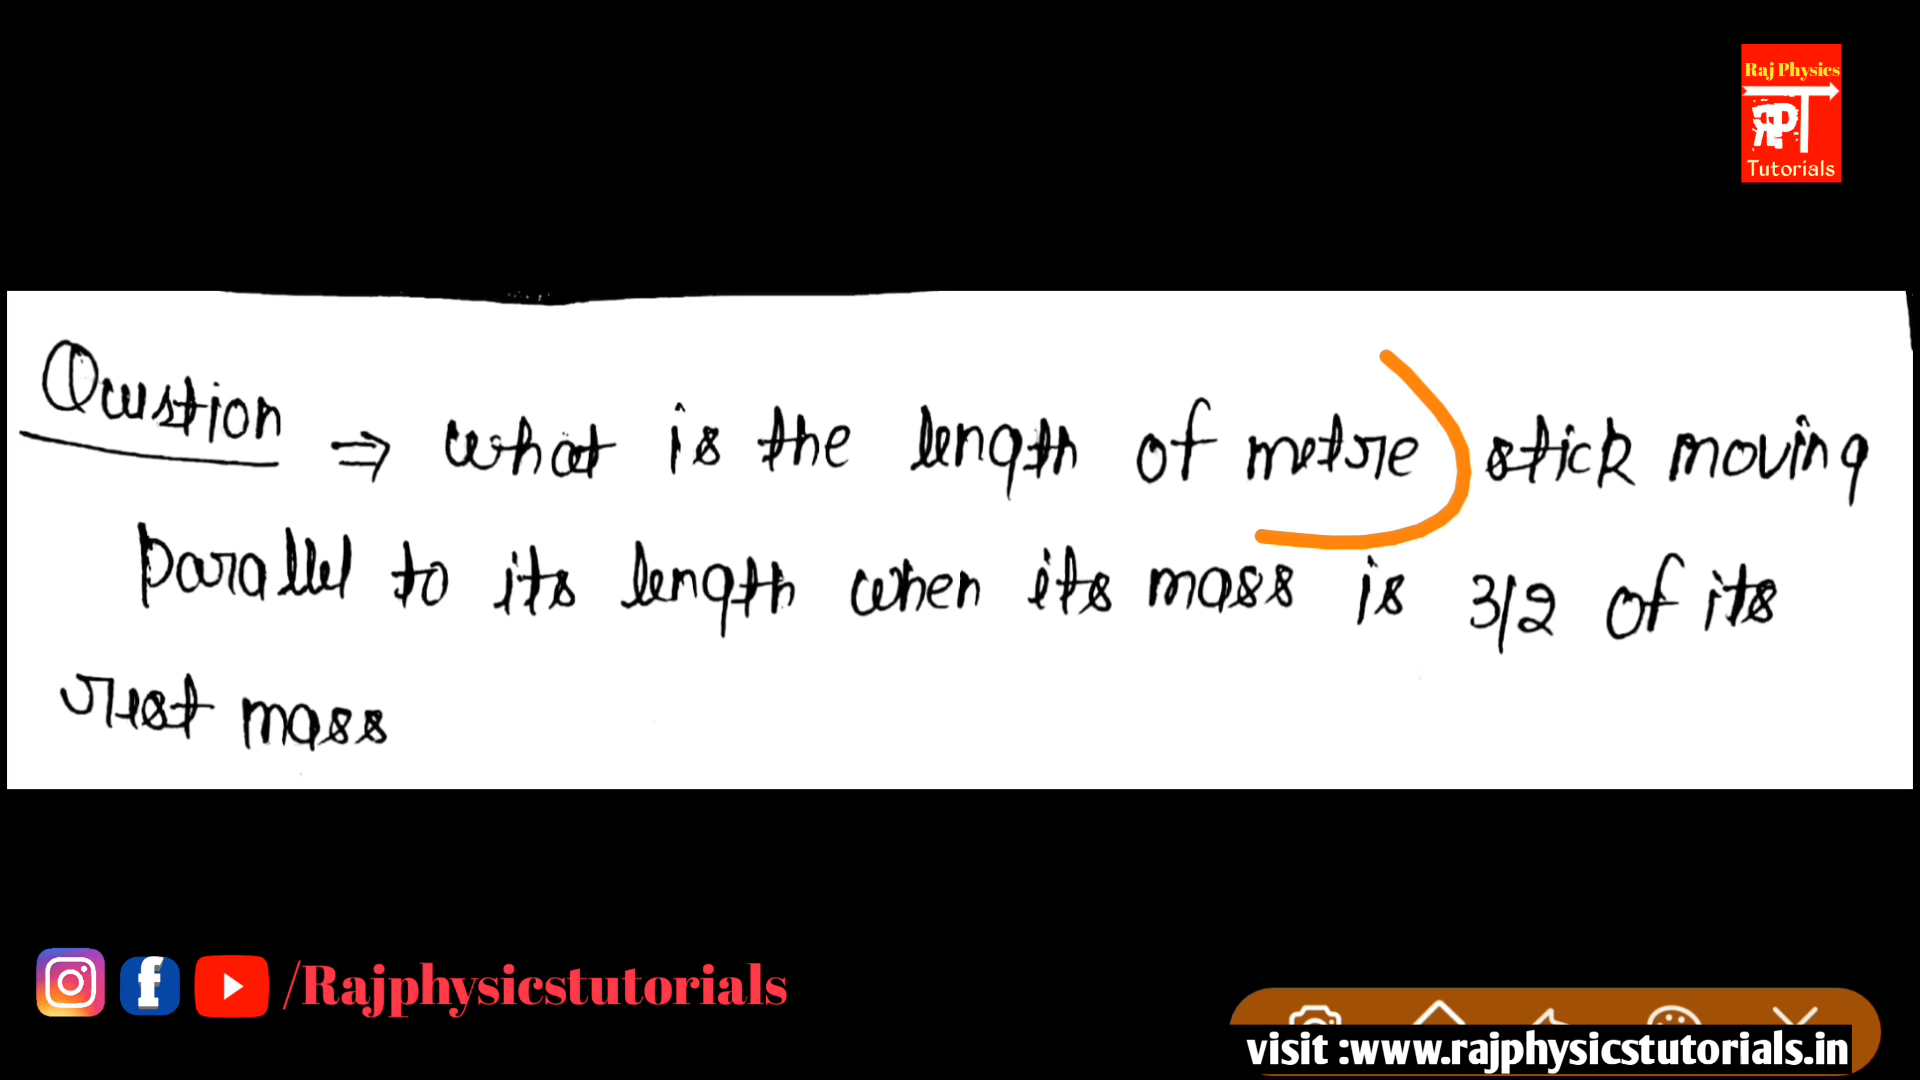 Raj Physics
RPT
Tutorials
Question ⇒ what is the length of metre stick moving
parallel to its length when its mass is 3/2 of its
rest mass
/Rajphysicstutorials
visit :www.rajphysicstutorials.in